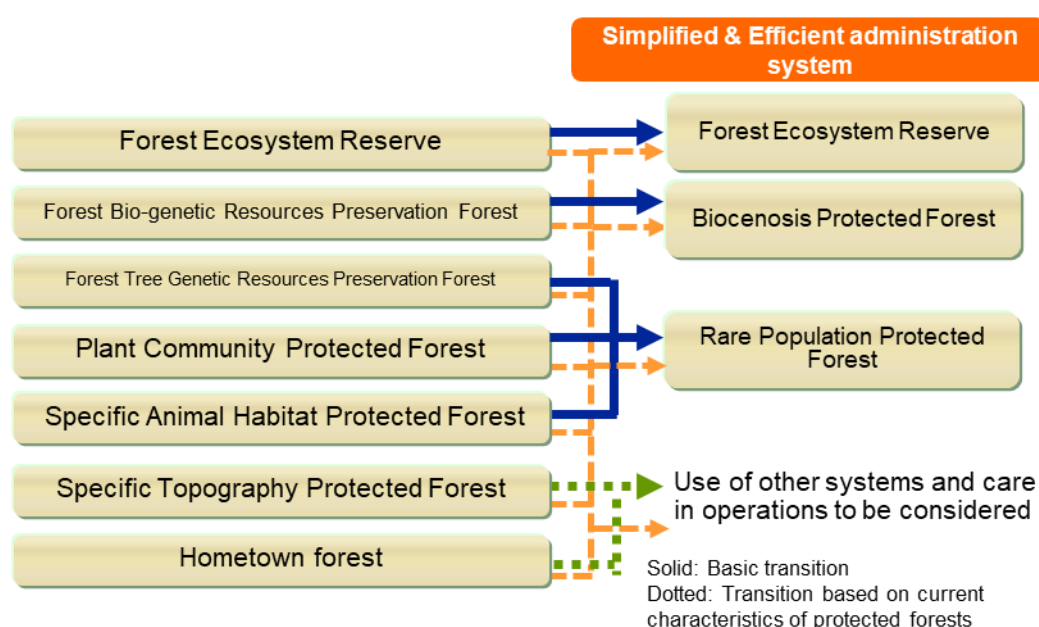 Simplified & Efficient administration
system
Forest Ecosystem Reserve
Forest Bio-genetic Resources Preservation Forest
Forest Tree Genetic Resources Preservation Forest
Plant Community Protected Forest
Specific Animal Habitat Protected Forest
Specific Topography Protected Forest
Hometown forest
Forest Ecosystem Reserve
Biocenosis Protected Forest
Rare Population Protected
Forest
Use of other systems and care
in operations to be considered
Solid: Basic transition
Dotted: Transition based on current
characteristics of protected forests